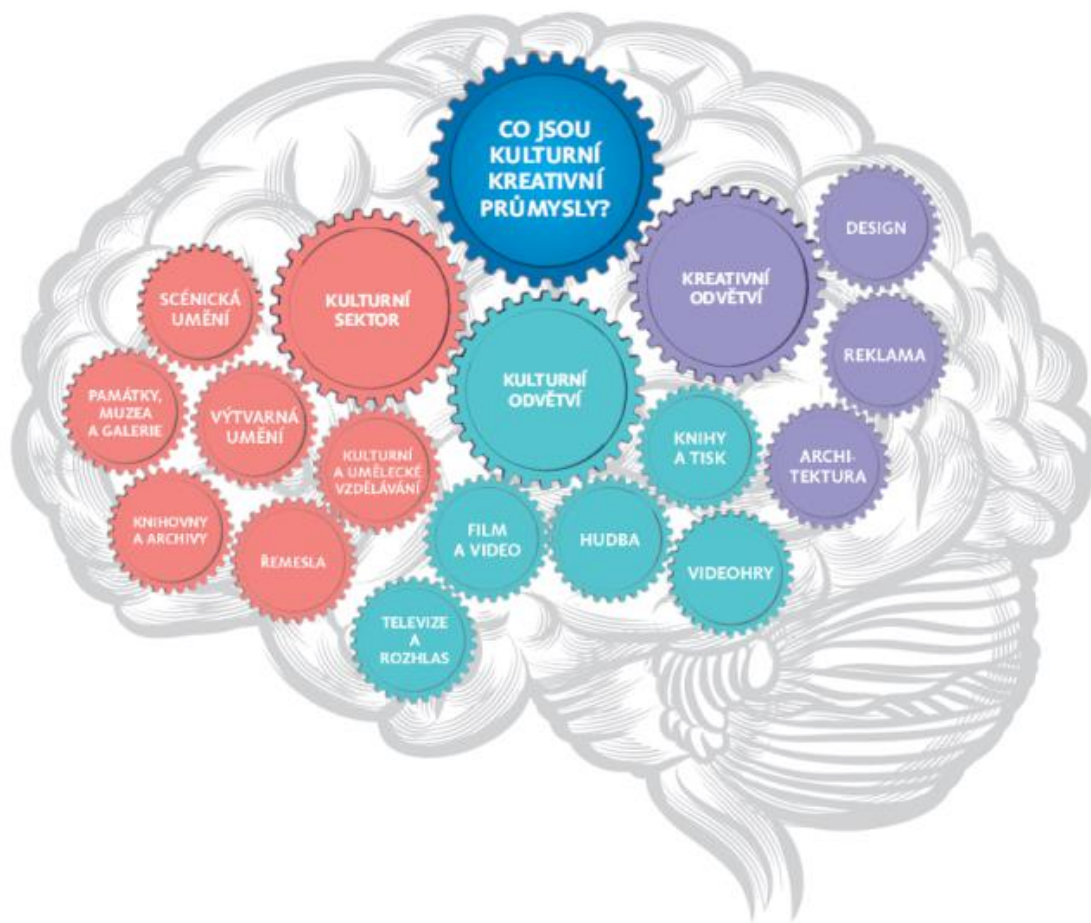 CO JSOU
KULTURNÍ
KREATIVNÍ
PRŮMYSLY?
KULTURNÍ
SEKTOR
SCÉNICKÁ
UMĚNÍ
PAMÁTKY,
MUZEA
A GALERIE
VÝTVARNÁ
UMĚNÍ
KULTURNÍ
A UMĚLECKÉ
VZDĚLÁVÁNÍ
KNIHOVNY
A ARCHIVY
ŘEMESLA
KULTURNÍ
ODVĚTVÍ
KNIHY
A TISK
FILM
A VIDEO
HUDBA
VIDEOHRY
TELEVIZE
A
ROZHLAS
KREATIVNÍ
ODVĚTVÍ
DESIGN
REKLAMA
ARCHI-
TEKTURA